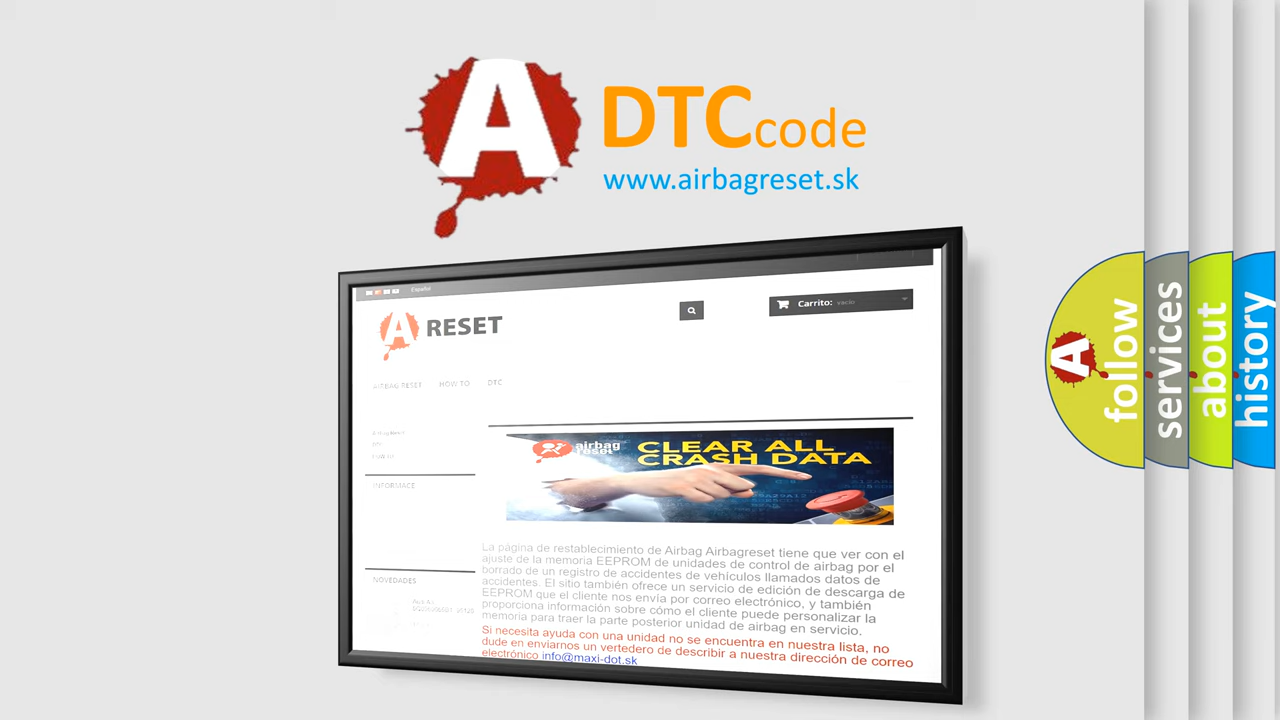 A
DTC code
www.airbagreset.sk
Español
A RESET
Carrito: vacío
AIRBAG RESET HOW TO DTC
INFORMACE
airbag
reset
CLEAR ALL
CRASH DATA
La página de restablecimiento de Airbag Airbagreset tiene que ver con el
ajuste de la memoria EEPROM de unidades de control de airbag por el
borrado de un registro de accidentes de vehículos llamados datos de
accidentes. El sitio también ofrece un servicio de edición de descarga de
EEPROM que el cliente nos envía por correo electrónico, y también
proporciona información sobre cómo el cliente puede personalizar la
memoria para traer la parte posterior unidad de airbag en servicio.
Si necesita ayuda con una unidad no se encuentra en nuestra lista, no
dude en enviarnos un vertedero de describir a nuestra dirección de correo
electrónico info@maxi-dot.sk
NOVEDADES
A
follow
services
about
history